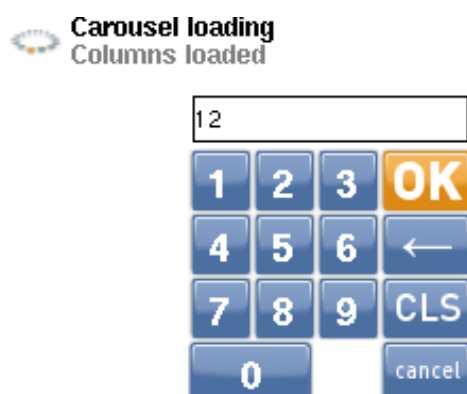 Carousel loading
Columns loaded
12
1 2 3 OK
4 5 6 ←
7 8 9 CLS
0 cancel